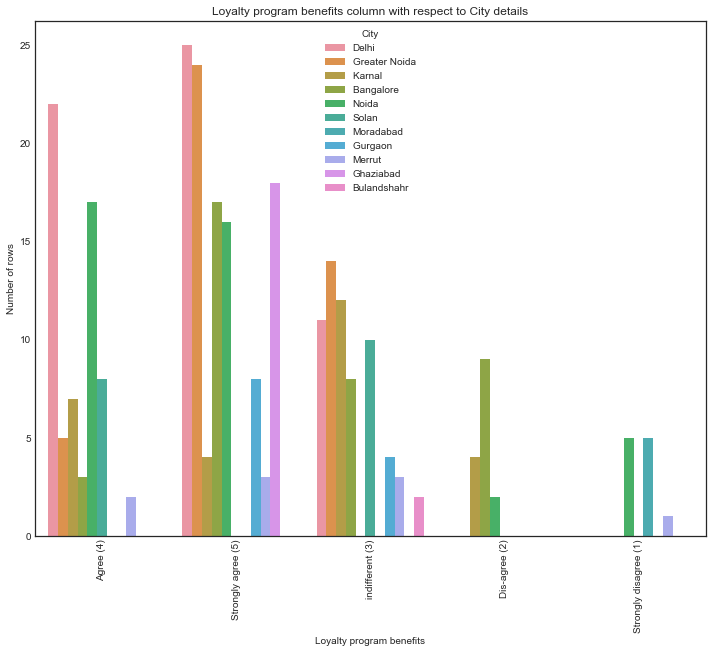 Loyalty program benefits column with respect to City details
City
Delhi
Greater Noida
Karnal
Bangalore
Noida
Solan
Moradabad
Gurgaon
Merrut
Ghaziabad
Bulandshahr
Number of rows
25
20
15
10
5
0
Agree (4)
Strongly agree (5)
indifferent (3)
Dis-agree (2)
Strongly disagree (1)
Loyalty program benefits